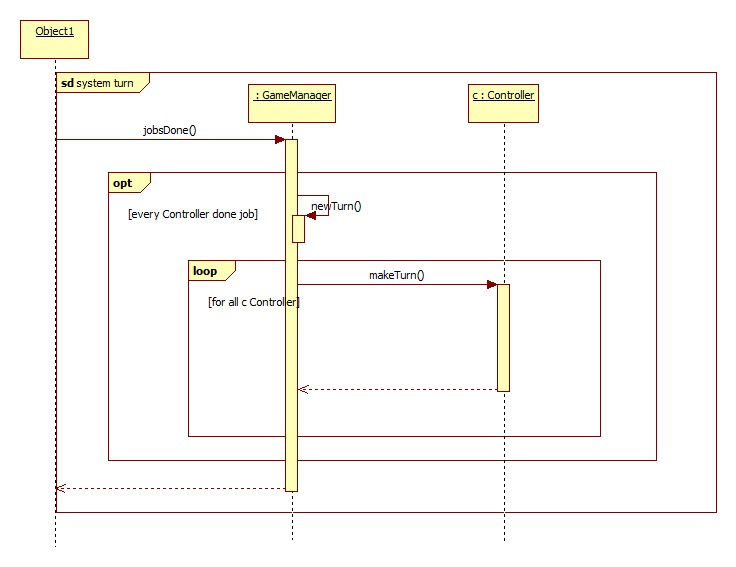 Object1
sd system turn
: GameManager
c : Controller
jobsDone()
opt
newTurn()
[every Controller done job]
loop
makeTurn()
[for all c Controller]